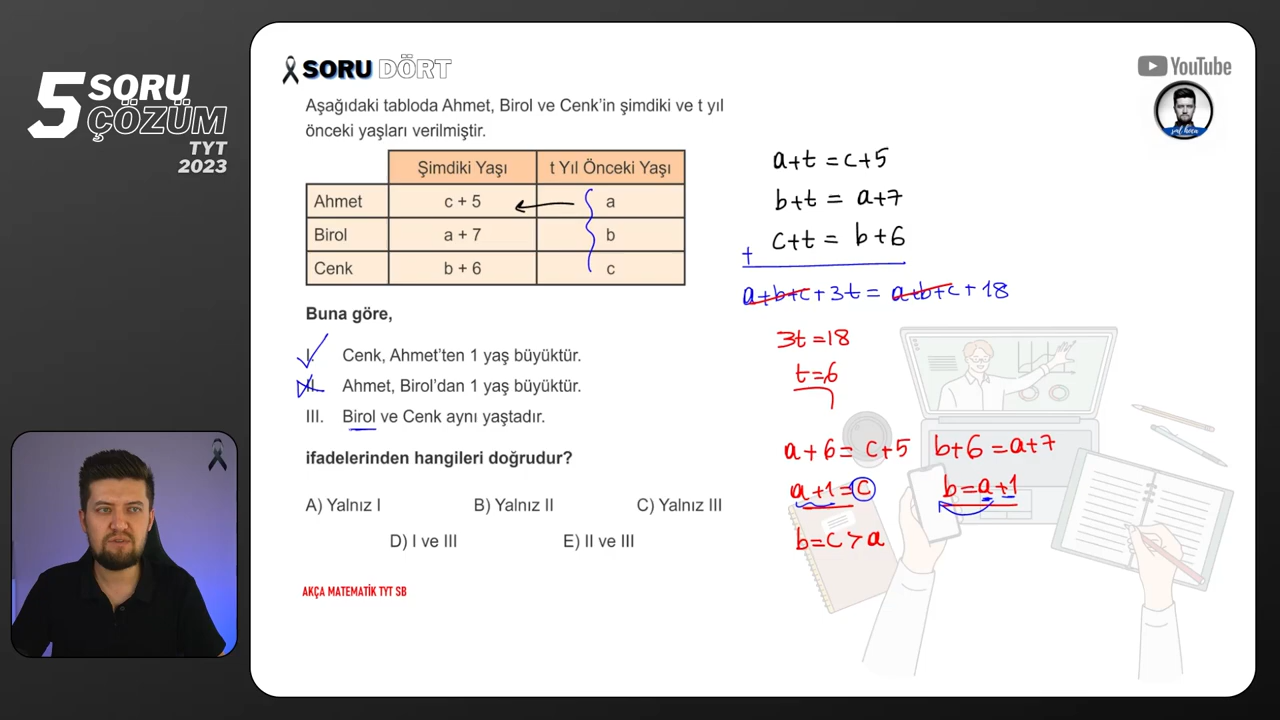 5 SORU
ÇÖZÜM
TYT
2023
SORU DÖRT
YouTube
Aşağıdaki tabloda Ahmet, Birol ve Cenk'in şimdiki ve t yıl
önceki yaşları verilmiştir.
Şimdiki Yaşı t Yıl Önceki Yaşı
Ahmet c + 5 a
Birol a + 7 b
Cenk b + 6 c
Buna göre,
I. Cenk, Ahmet'ten 1 yaş büyüktür.
II. Ahmet, Birol'dan 1 yaş büyüktür.
III. Birol ve Cenk aynı yaştadır.
ifadelerinden hangileri doğrudur?
A) Yalnız I B) Yalnız II C) Yalnız III
D) I ve III E) II ve III
AKÇA MATEMATİK TYT SB
a+t = c+5
b+t = a+7
c+t = b+6
+
a+b+c+3t = a+b+c+18
3t=18
t=6
a+6= c+5 b+6=a+7
a+1=c b=a+1
b=c>a